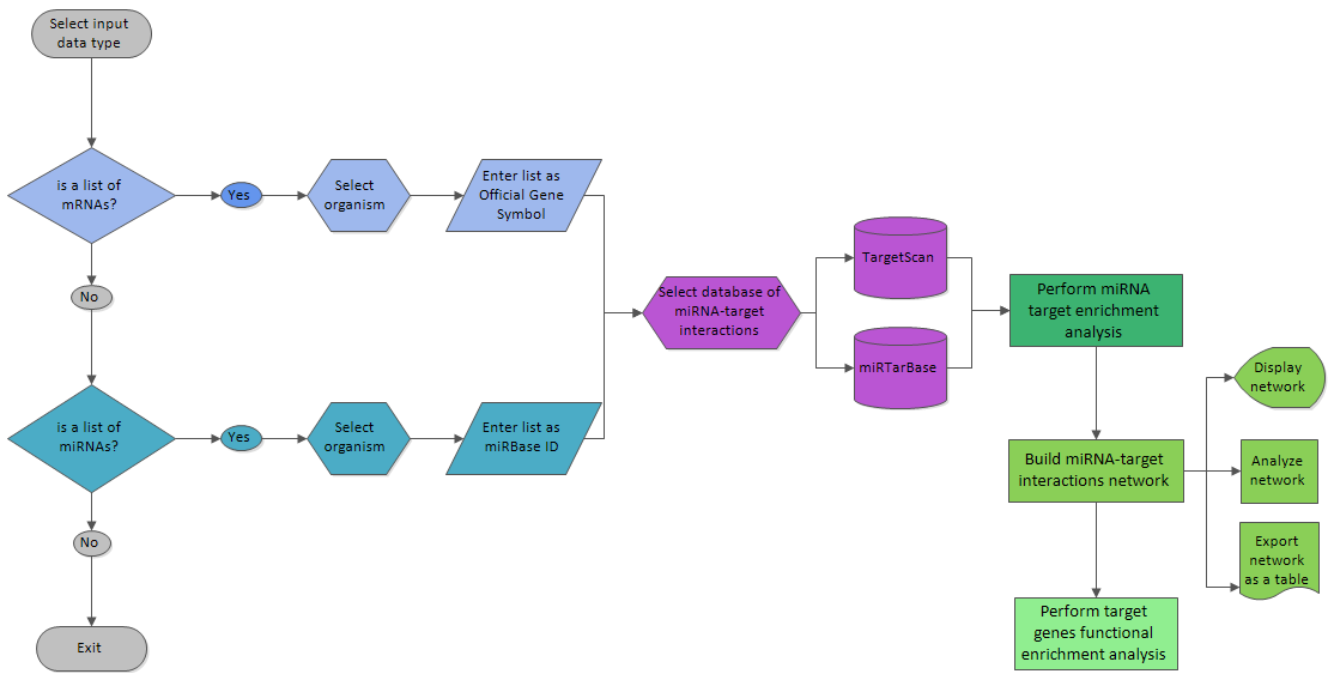 Select input
data type
is a list of
mRNAs?
Yes
Select
organism
Enter list as
Official Gene
Symbol
No
is a list of
miRNAs?
Yes
Select
organism
Enter list as
miRBase ID
No
Exit
Select database of
miRNA-target
interactions
TargetScan
miRTarBase
Perform miRNA
target enrichment
analysis
Build miRNA-target
interactions network
Display
network
Analyze
network
Export
network
as a table
Perform target
genes functional
enrichment analysis